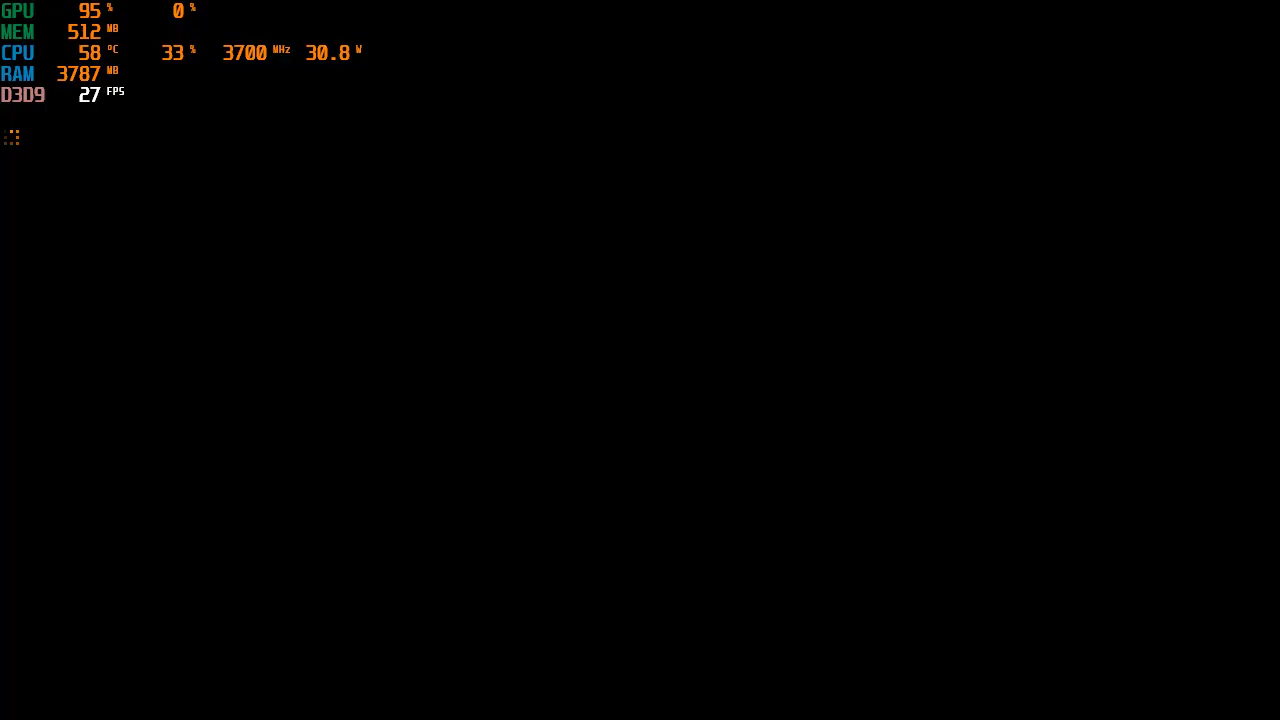 GPU 95 % 0 %
MEM 512 MB
CPU 58 °C 33 % 3700 MHz 30.8 W
RAM 3787 MB
D3D9 27 FPS